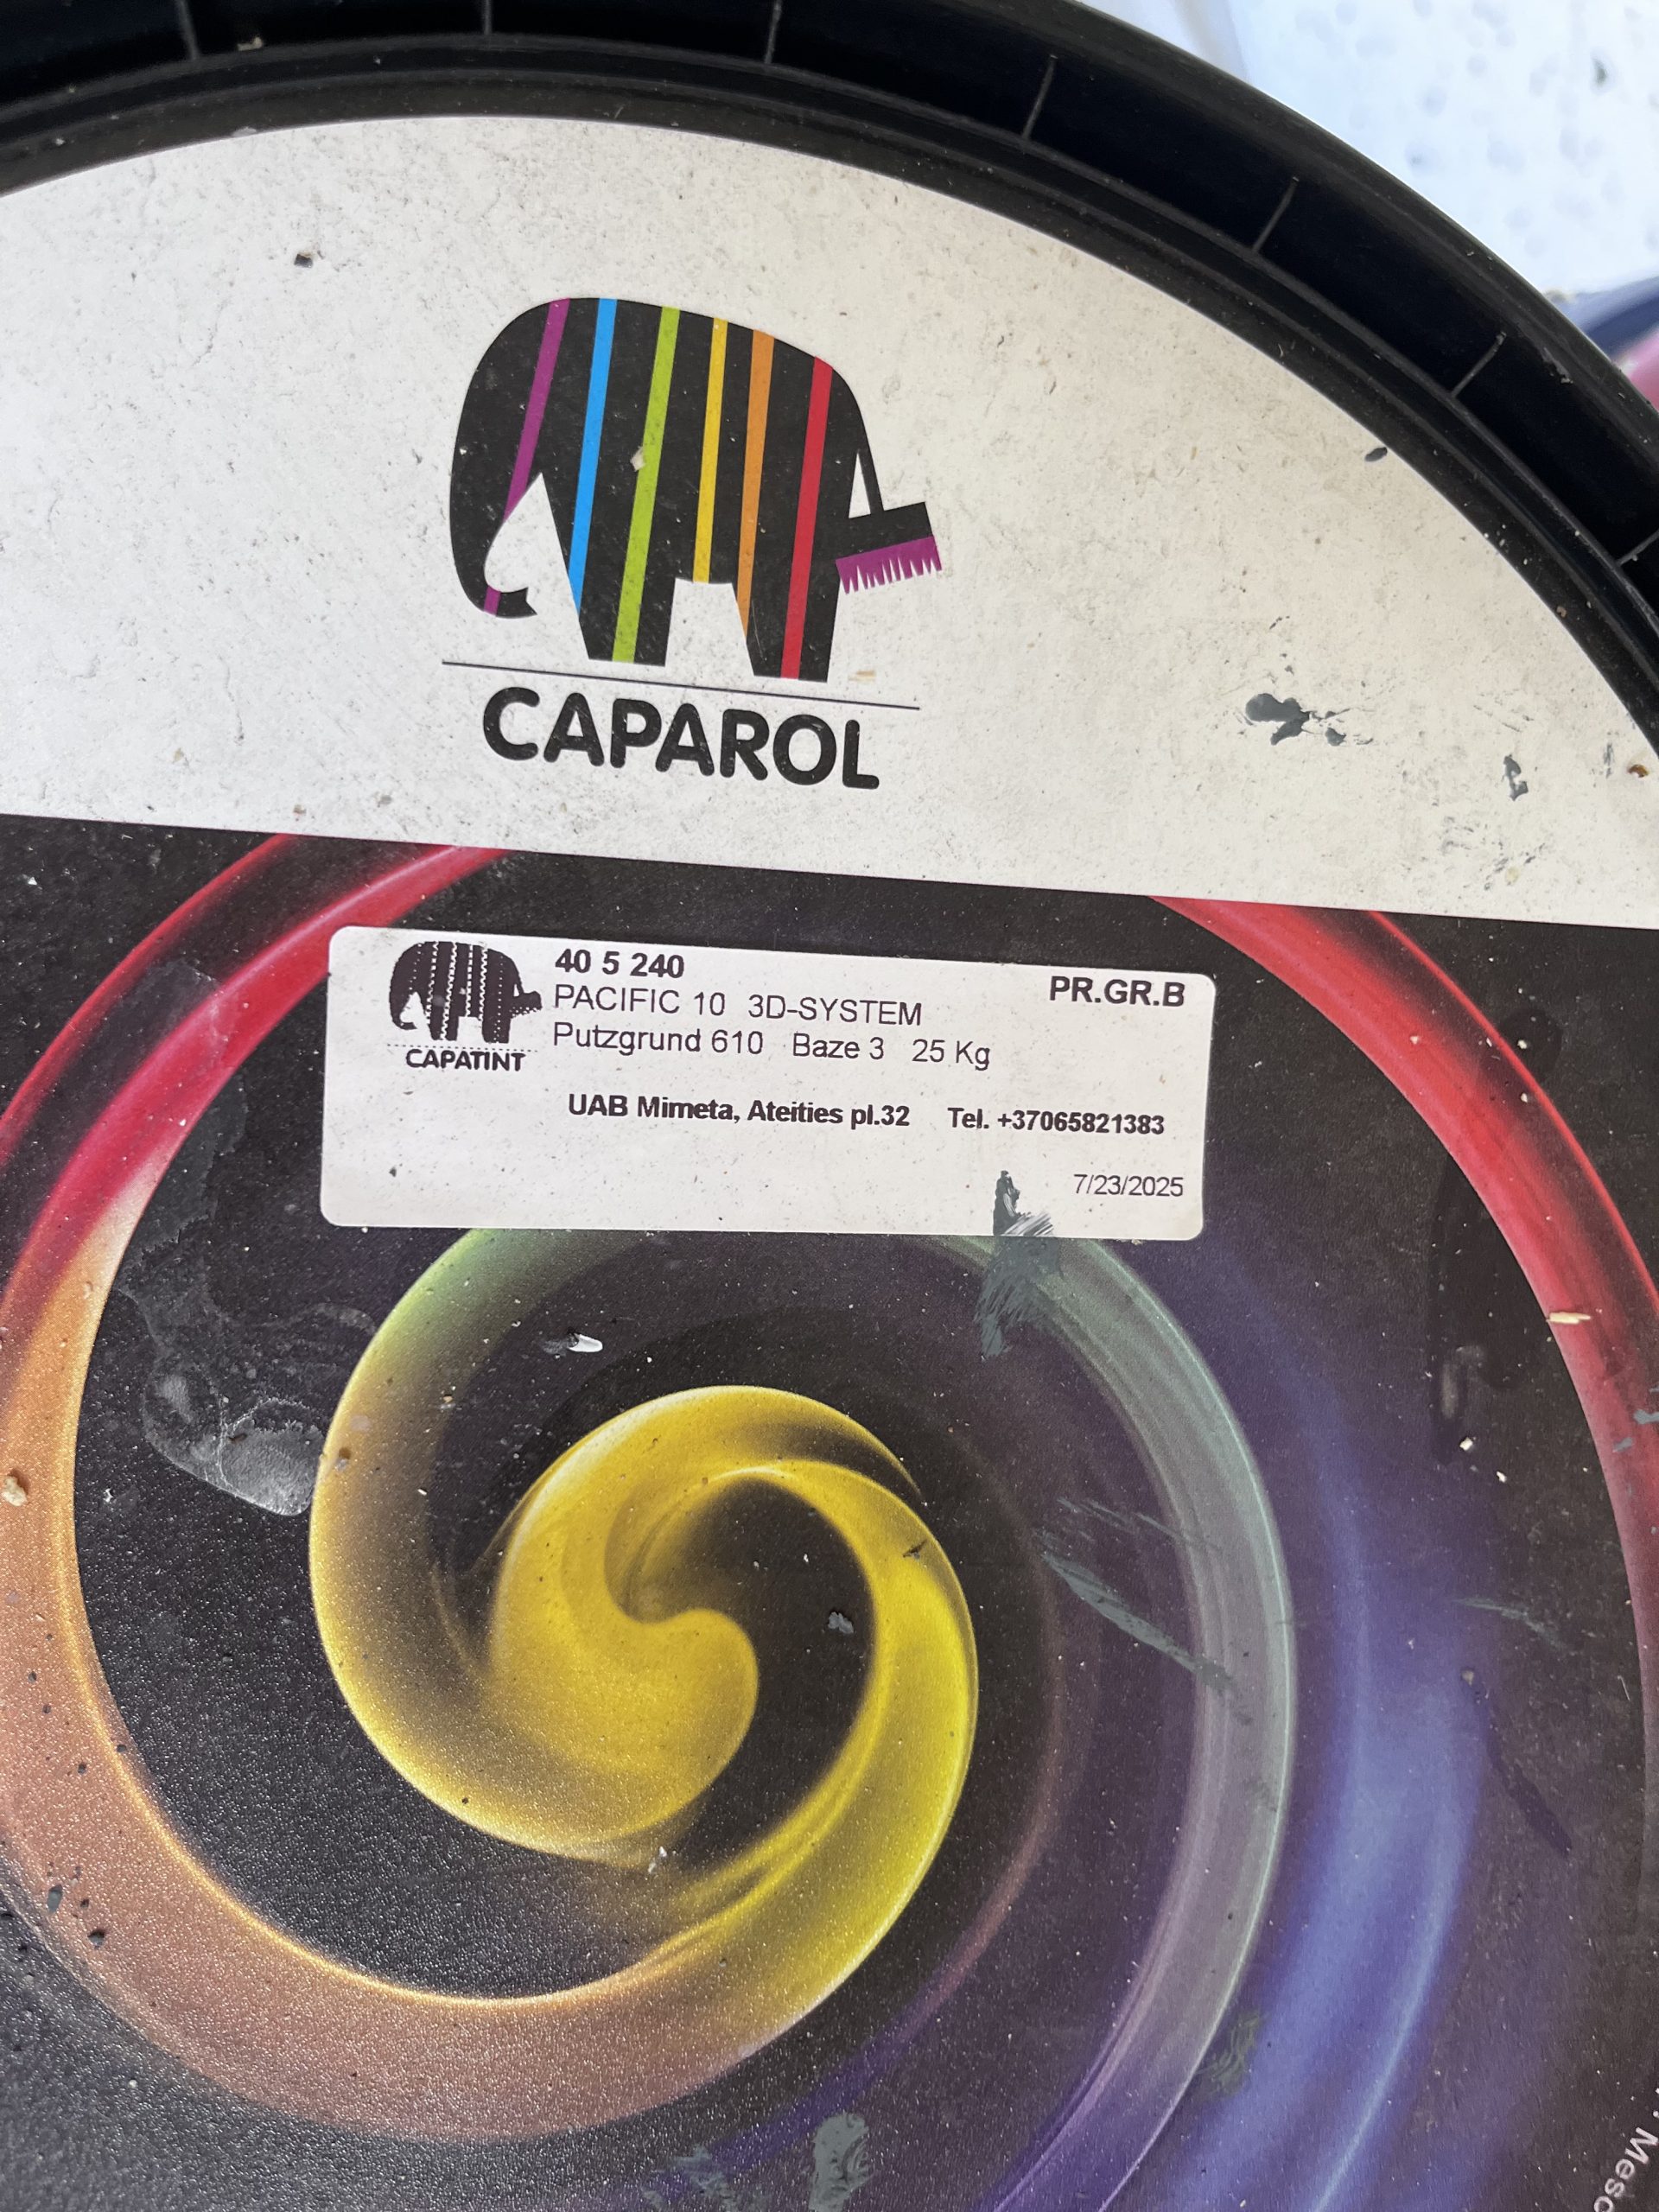 CAPAROL
40 5 240
PR.GR.B
PACIFIC 10 3D-SYSTEM
Putzgrund 610 Baze 3 25 Kg
CAPATINT
UAB Mimeta, Ateities pl.32 Tel. +37065821383
7/23/2025